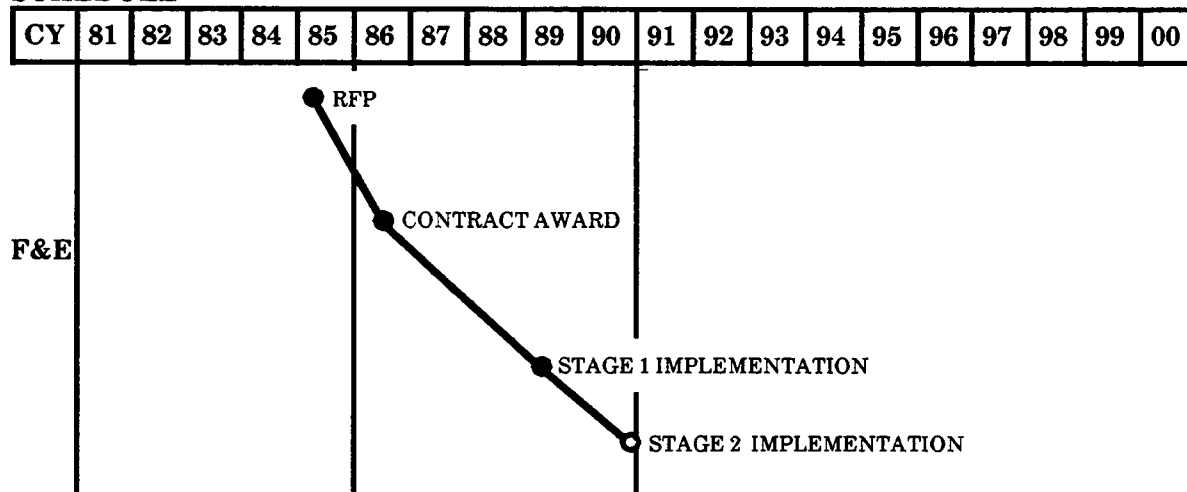 CY 81 82 83 84 85 86 87 88 89 90 91 92 93 94 95 96 97 98 99 00
RFP
CONTRACT AWARD
F&E
STAGE 1 IMPLEMENTATION
STAGE 2 IMPLEMENTATION